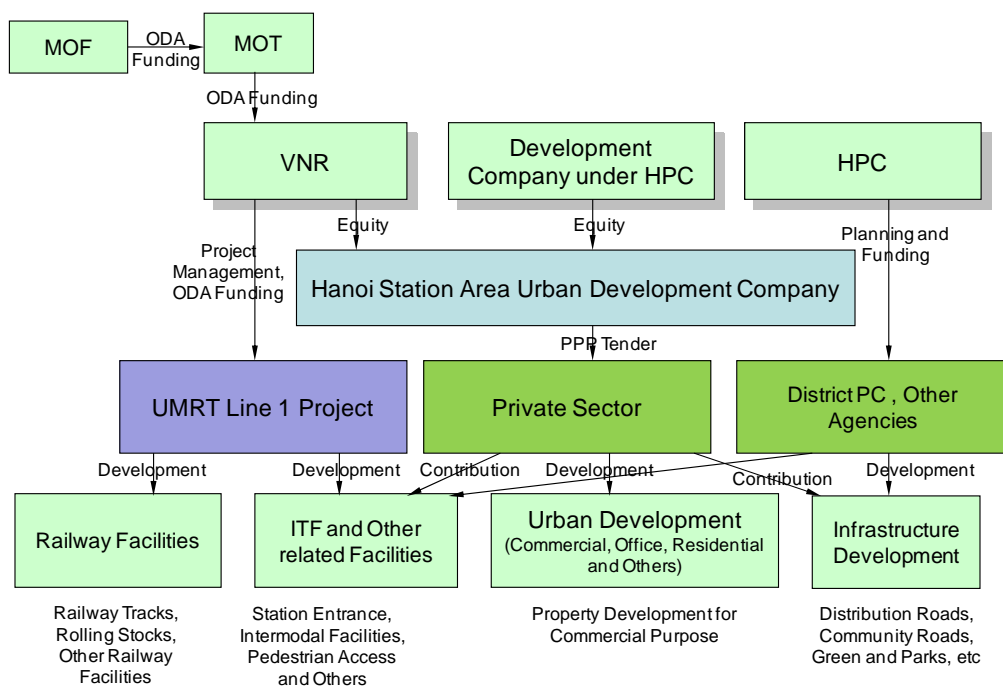 MOF
ODA
Funding
MOT
ODA Funding
VNR
Development
Company under HPC
HPC
Equity
Equity
Project
Management,
ODA Funding
Planning and
Funding
Hanoi Station Area Urban Development Company
PPP Tender
UMRT Line 1 Project
Private Sector
District PC , Other
Agencies
Development
Development
Contribution
Development
Contribution
Development
Railway Facilities
ITF and Other
related Facilities
Urban Development
(Commercial, Office, Residential
and Others)
Infrastructure
Development
Railway Tracks,
Rolling Stocks,
Other Railway
Facilities
Station Entrance,
Intermodal Facilities,
Pedestrian Access
and Others
Property Development for
Commercial Purpose
Distribution Roads,
Community Roads,
Green and Parks, etc